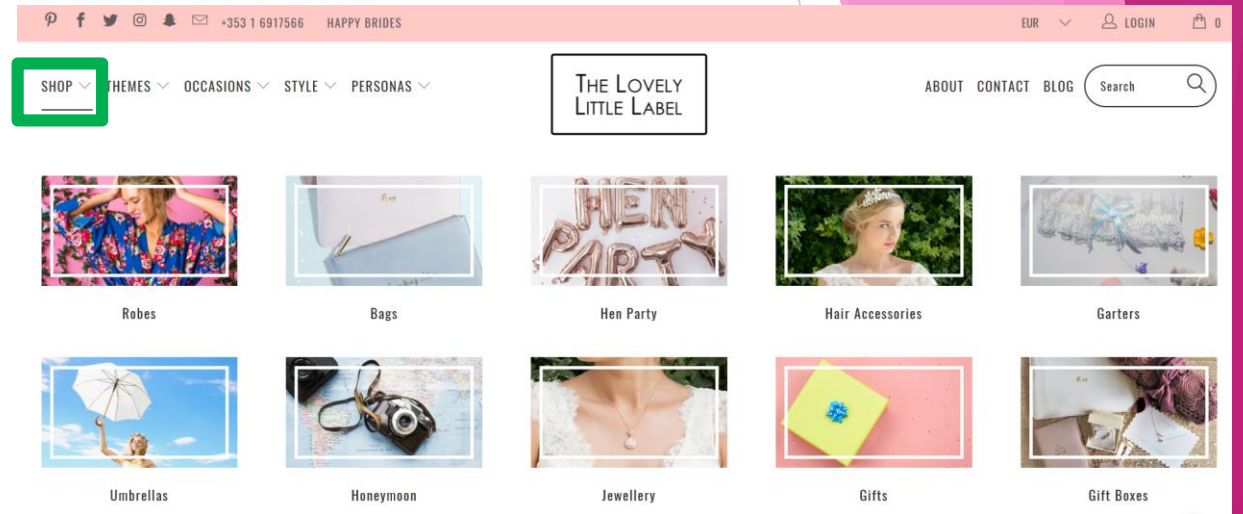 +353 1 6917566 HAPPY BRIDES EUR LOGIN 0
SHOP THEMES OCCASIONS STYLE PERSONAS
THE LOVELY
LITTLE LABEL
ABOUT CONTACT BLOG Search
HEN
PARTY
Robes Bags Hen Party Hair Accessories Garters
Umbrellas Honeymoon Jewellery Gifts Gift Boxes